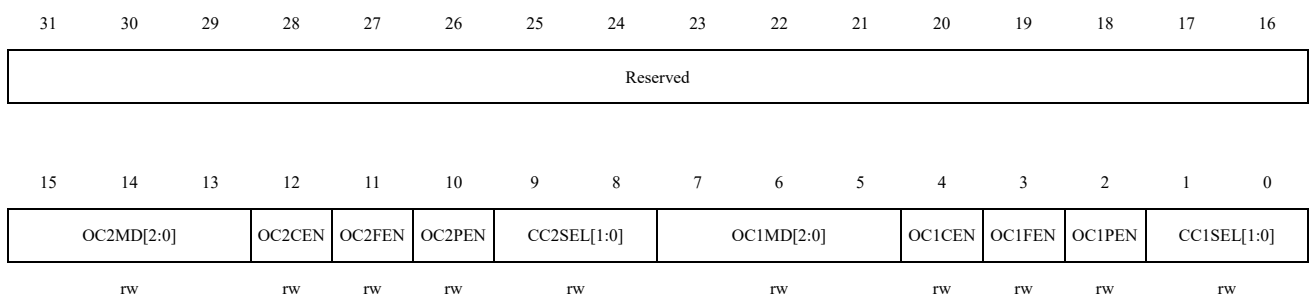 31 30 29 28 27 26 25 24 23 22 21 20 19 18 17 16
Reserved
15 14 13 12 11 10 9 8 7 6 5 4 3 2 1 0
OC2MD[2:0] OC2CEN OC2FEN OC2PEN CC2SEL[1:0] OC1MD[2:0] OC1CEN OC1FEN OC1PEN CC1SEL[1:0]
rw rw rw rw rw rw rw rw rw rw